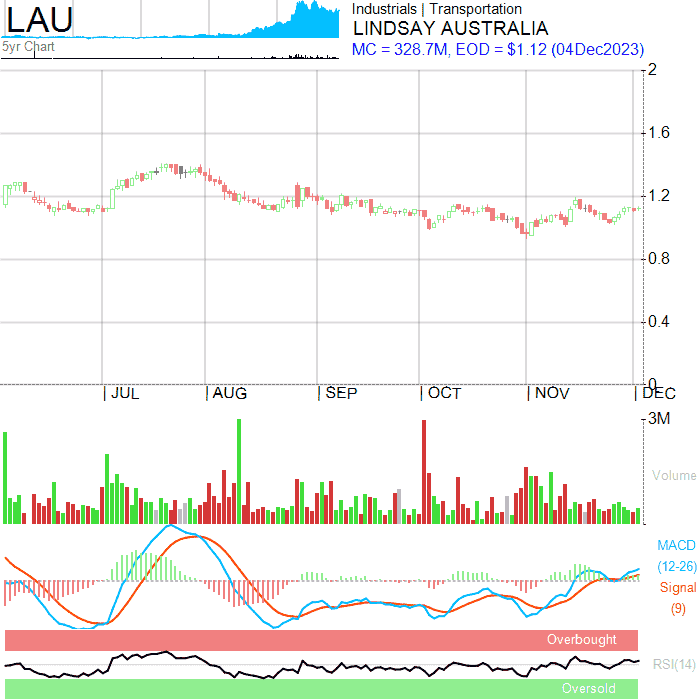 LAU
5yr Chart
Industrials | Transportation
LINDSAY AUSTRALIA
MC = 328.7M, EOD = $1.12 (04Dec2023)
2
1.6
1.2
0.8
0.4
0
| JUL | AUG | SEP | OCT | NOV | DEC
3M
Volume
MACD
(12-26)
Signal
(9)
Overbought
RSI(14)
Oversold